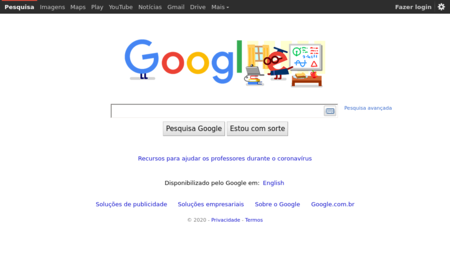 Pesquisa Imagens Maps Play YouTube Notícias Gmail Drive Mais Fazer login
Google
Pesquisa avançada
Pesquisa Google Estou com sorte
Recursos para ajudar os professores durante o coronavírus
Disponibilizado pelo Google em: English
Soluções de publicidade Soluções empresariais Sobre o Google Google.com.br
© 2020 - Privacidade - Termos